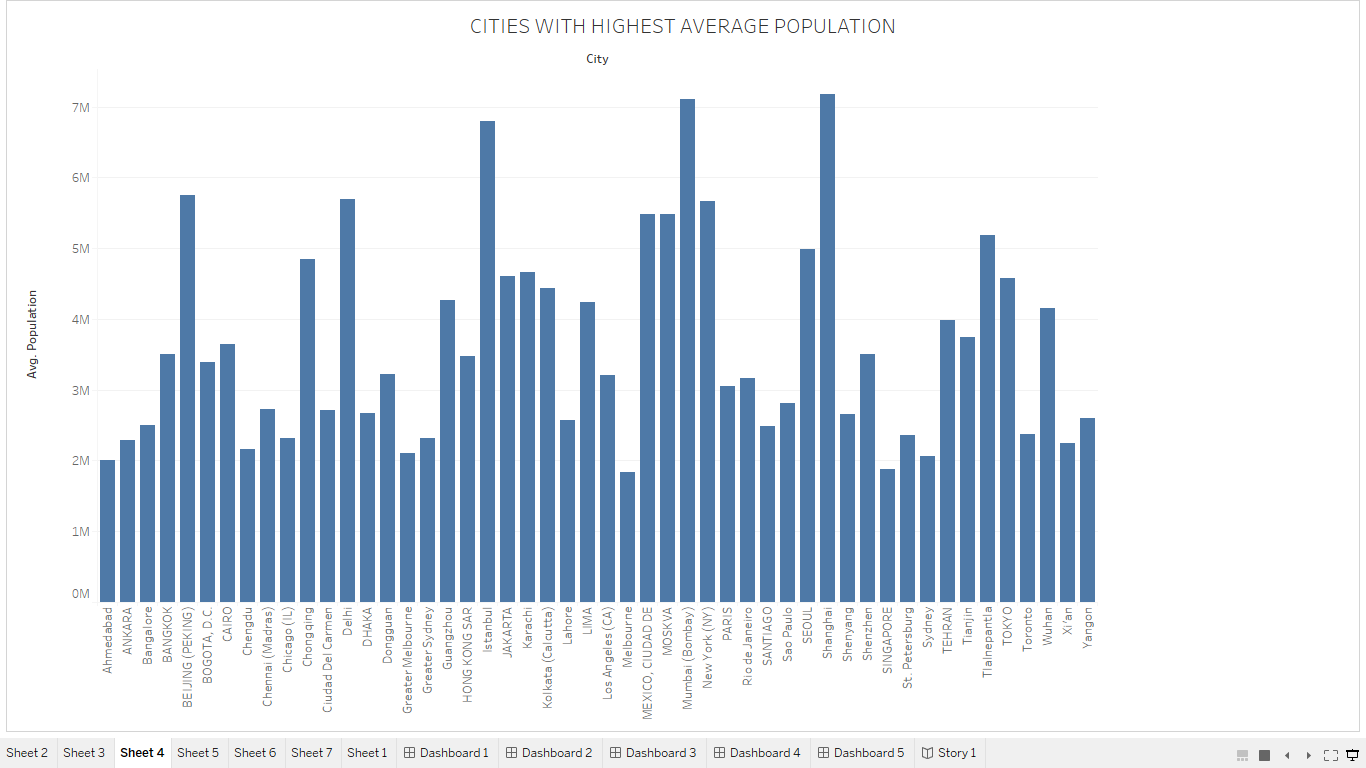 CITIES WITH HIGHEST AVERAGE POPULATION
City
Avg. Population
7M
6M
5M
4M
3M
2M
1M
0M
Ahmedabad
ANKARA
Bangalore
BANGKOK
BEIJING (PEKING)
BOGOTA, D.C.
CAIRO
Chengdu
Chennai (Madras)
Chicago (IL)
Chongqing
Ciudad Del Carmen
Delhi
DHAKA
Dongguan
Greater Melbourne
Greater Sydney
Guangzhou
HONG KONG SAR
Istanbul
JAKARTA
Karachi
Kolkata (Calcutta)
Lahore
LIMA
Los Angeles (CA)
Melbourne
MEXICO, CIUDAD DE
MOSKVA
Mumbai (Bombay)
New York (NY)
PARIS
Rio de Janeiro
SANTIAGO
Sao Paulo
SEOUL
Shanghai
Shenyang
Shenzhen
SINGAPORE
St. Petersburg
Sydney
TEHRAN
Tianjin
Tlalnepantla
TOKYO
Toronto
Wuhan
Xi'an
Yangon
Sheet 2 Sheet 3 Sheet 4 Sheet 5 Sheet 6 Sheet 7 Sheet 1 Dashboard 1 Dashboard 2 Dashboard 3 Dashboard 4 Dashboard 5 Story 1